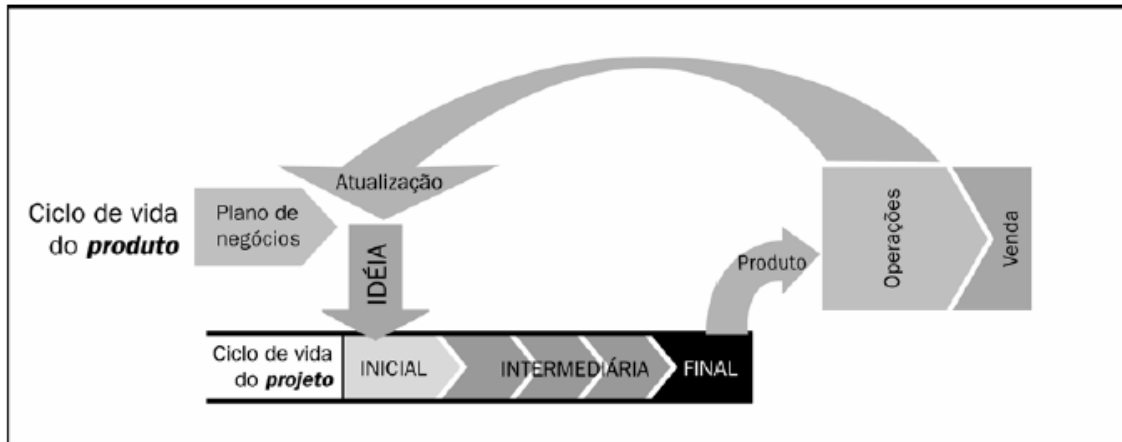 Atualização
Ciclo de vida
do produto
Plano de
negócios
IDÉIA
Produto
Operações
Venda
Ciclo de vida
do projeto
INICIAL
INTERMEDIÁRIA
FINAL